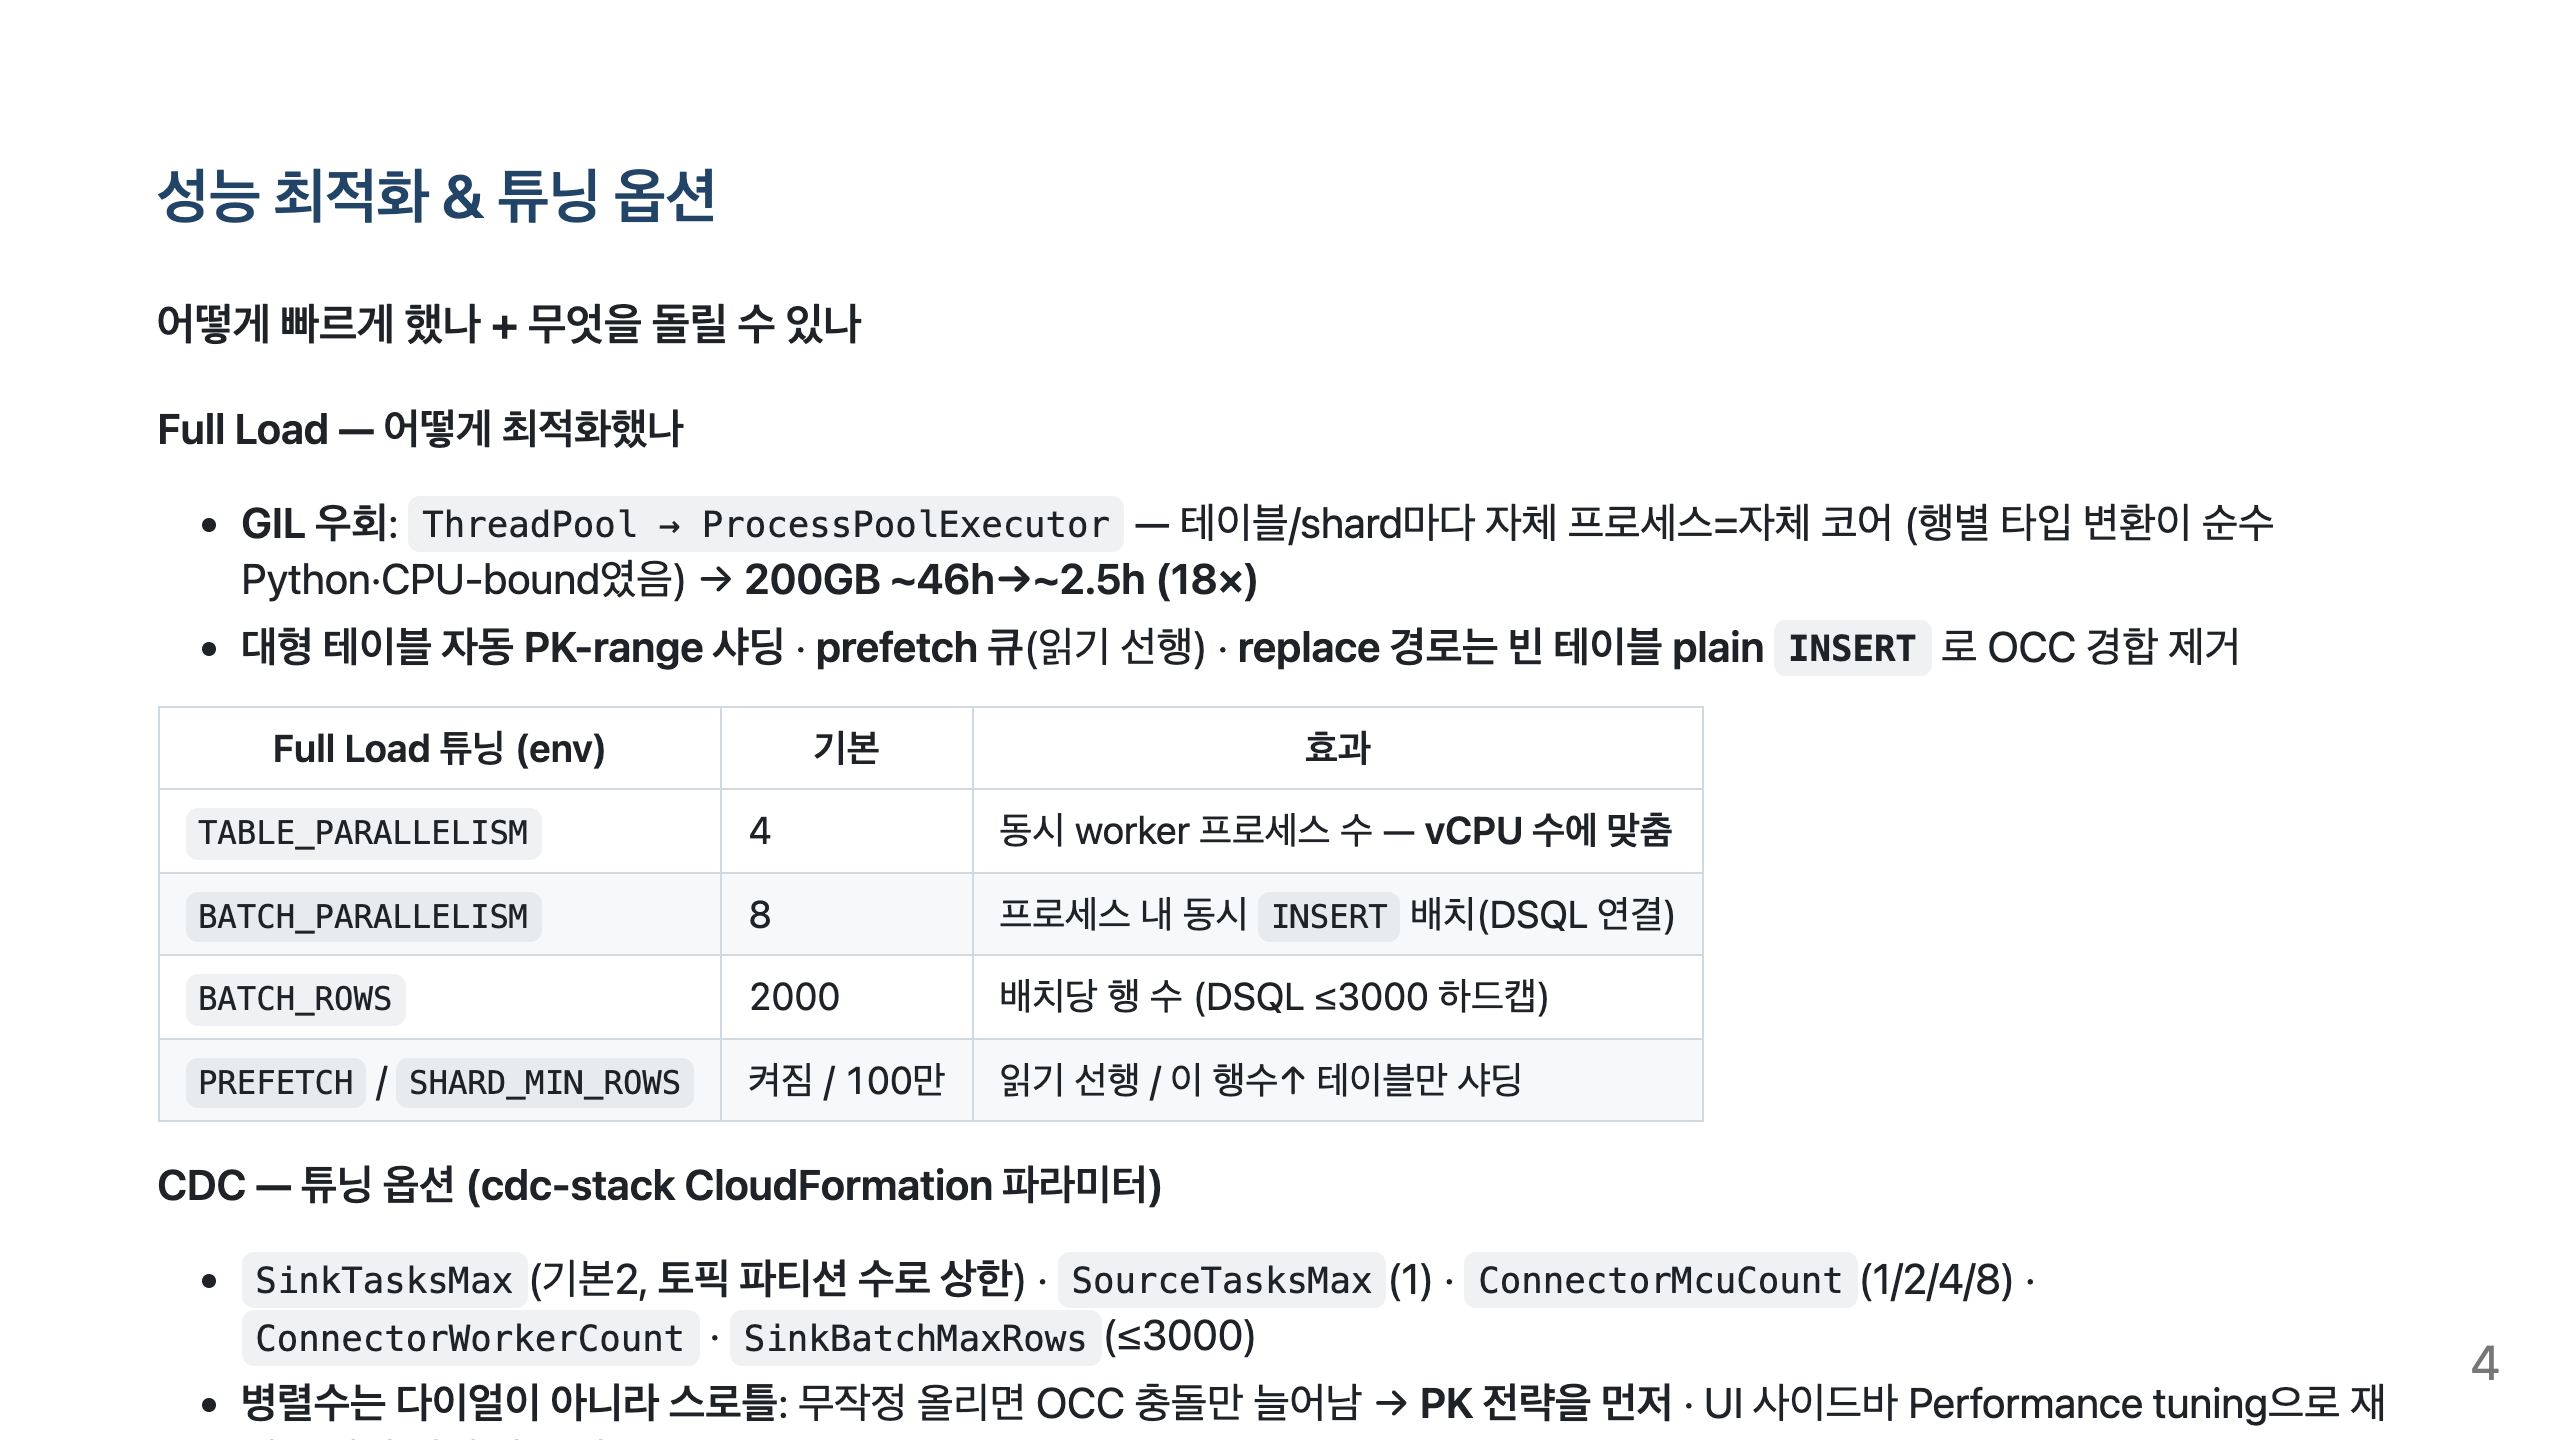 성능 최적화 & 튜닝 옵션
어떻게 빠르게 했나 + 무엇을 돌릴 수 있나
Full Load — 어떻게 최적화했나
• GIL 우회: ThreadPool → ProcessPoolExecutor — 테이블/shard마다 자체 프로세스=자체 코어 (행별 타입 변환이 순수
Python·CPU-bound였음) → 200GB ~46h→~2.5h (18×)
• 대형 테이블 자동 PK-range 샤딩 · prefetch 큐(읽기 선행) · replace 경로는 빈 테이블 plain INSERT 로 OCC 경합 제거
Full Load 튜닝 (env) 기본 효과
TABLE_PARALLELISM 4 동시 worker 프로세스 수 — vCPU 수에 맞춤
BATCH_PARALLELISM 8 프로세스 내 동시 INSERT 배치(DSQL 연결)
BATCH_ROWS 2000 배치당 행 수 (DSQL ≤3000 하드캡)
PREFETCH / SHARD_MIN_ROWS 켜짐 / 100만 읽기 선행 / 이 행수↑ 테이블만 샤딩
CDC — 튜닝 옵션 (cdc-stack CloudFormation 파라미터)
• SinkTasksMax(기본2, 토픽 파티션 수로 상한) · SourceTasksMax(1) · ConnectorMcuCount(1/2/4/8) ·
ConnectorWorkerCount · SinkBatchMaxRows(≤3000)
• 병렬수는 다이얼이 아니라 스로틀: 무작정 올리면 OCC 충돌만 늘어남 → PK 전략을 먼저 · UI 사이드바 Performance tuning으로 재
4